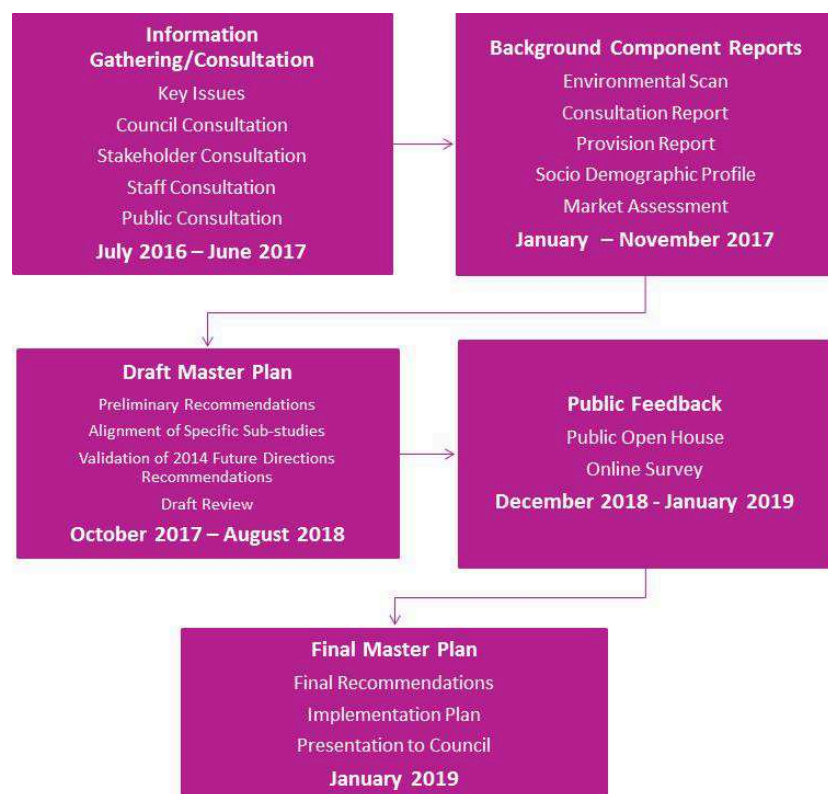 Information
Gathering/Consultation
Key Issues
Council Consultation
Stakeholder Consultation
Staff Consultation
Public Consultation
July 2016 – June 2017
Background Component Reports
Environmental Scan
Consultation Report
Provision Report
Socio Demographic Profile
Market Assessment
January – November 2017
Draft Master Plan
Preliminary Recommendations
Alignment of Specific Sub-studies
Validation of 2014 Future Directions
Recommendations
Draft Review
October 2017 – August 2018
Public Feedback
Public Open House
Online Survey
December 2018 - January 2019
Final Master Plan
Final Recommendations
Implementation Plan
Presentation to Council
January 2019